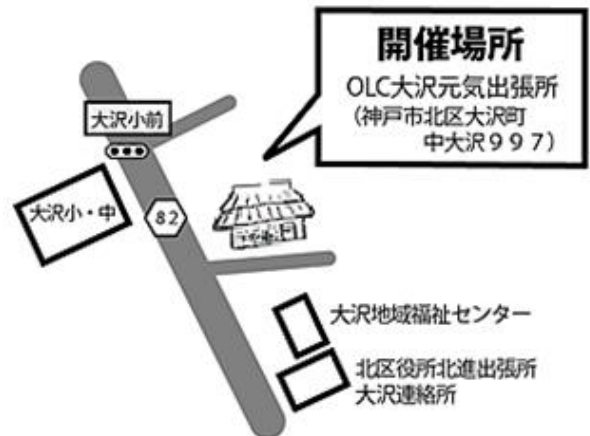 開催場所
OLC大沢元気出張所
（神戸市北区大沢町
中大沢９９７）
大沢小前
大沢小・中
82
大沢地域福祉センター
北区役所北進出張所
大沢連絡所